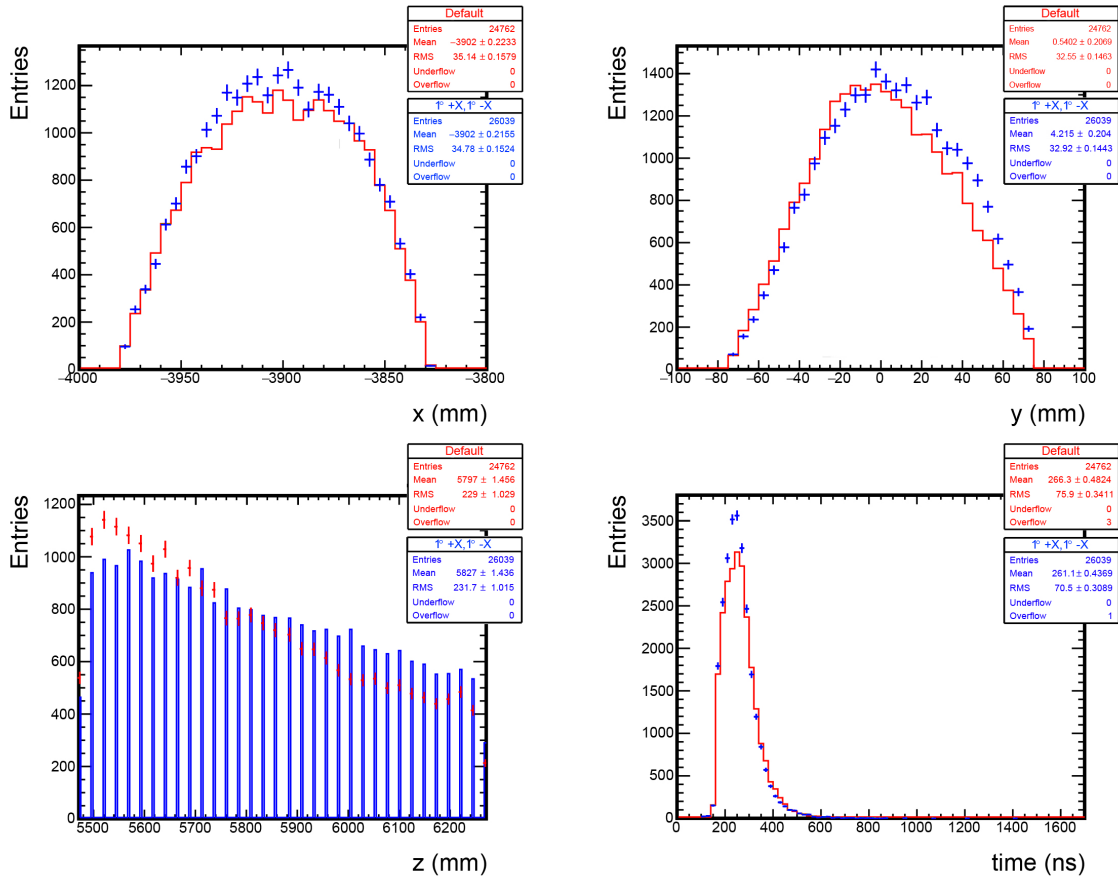 Default
Entries 24762
Mean −3902 ± 0.2233
RMS 35.14 ± 0.1579
Underflow 0
Overflow 0
1° +X,1° -X
Entries 26039
Mean −3902 ± 0.2155
RMS 34.78 ± 0.1524
Underflow 0
Overflow 0
Entries
1200
1000
800
600
400
200
0
−4000 −3950 −3900 −3850 −3800
x (mm)
Default
Entries 24762
Mean 0.5402 ± 0.2069
RMS 32.55 ± 0.1463
Underflow 0
Overflow 0
1° +X,1° -X
Entries 26039
Mean 4.215 ± 0.204
RMS 32.92 ± 0.1443
Underflow 0
Overflow 0
Entries
1400
1200
1000
800
600
400
200
0
−100 −80 −60 −40 −20 0 20 40 60 80 100
y (mm)
Default
Entries 24762
Mean 5797 ± 1.456
RMS 229 ± 1.029
Underflow 0
Overflow 0
1° +X,1° -X
Entries 26039
Mean 5827 ± 1.436
RMS 231.7 ± 1.015
Underflow 0
Overflow 0
Entries
1200
1000
800
600
400
200
0
5500 5600 5700 5800 5900 6000 6100 6200
z (mm)
Default
Entries 24762
Mean 266.3 ± 0.4824
RMS 75.9 ± 0.3411
Underflow 0
Overflow 3
1° +X,1° -X
Entries 26039
Mean 261.1 ± 0.4369
RMS 70.5 ± 0.3089
Underflow 0
Overflow 1
Entries
3500
3000
2500
2000
1500
1000
500
0
0 200 400 600 800 1000 1200 1400 1600
time (ns)